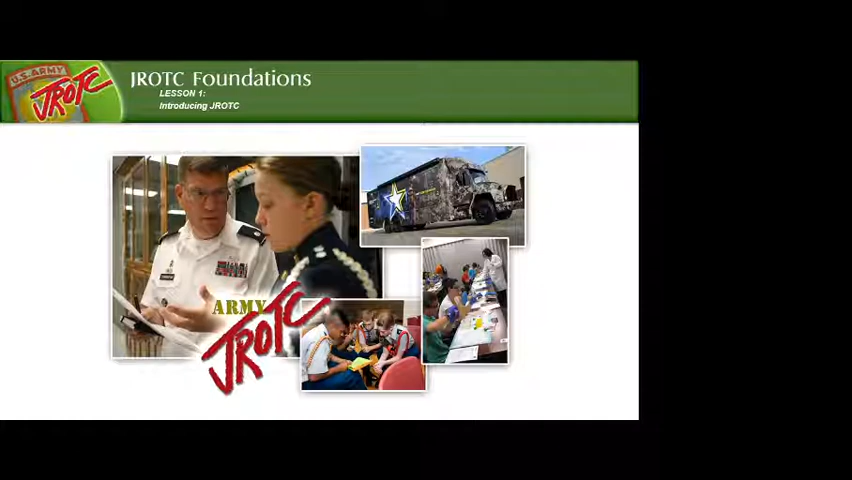 U.S. ARMY
JROTC
JROTC Foundations
LESSON 1:
Introducing JROTC
ARMY
JROTC